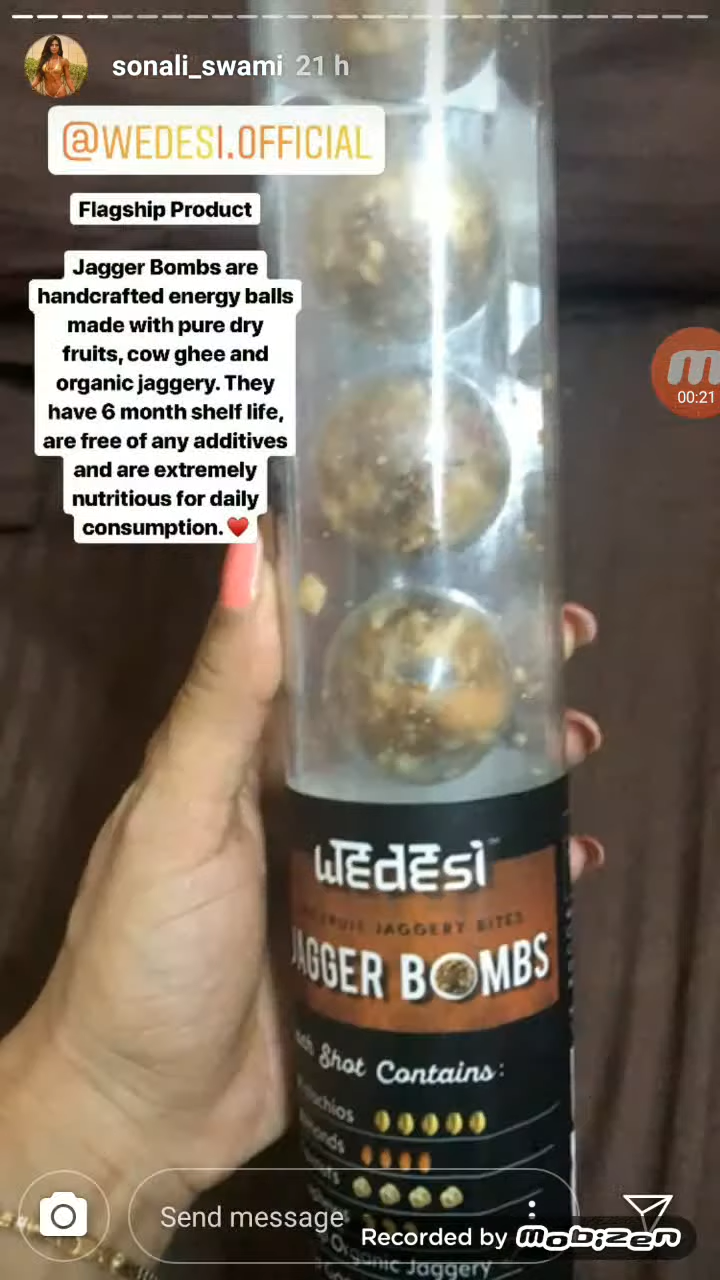 sonali_swami 21 h
@WEDESI.OFFICIAL
Flagship Product
Jagger Bombs are
handcrafted energy balls
made with pure dry
fruits, cow ghee and
organic jaggery. They
have 6 month shelf life,
are free of any additives
and are extremely
nutritious for daily
consumption.
m
00:21
wedesi
JAGGERY BITES
JAGGER BOMBS
Shot Contains:
Organic Jaggery
Send message
Recorded by mobizen